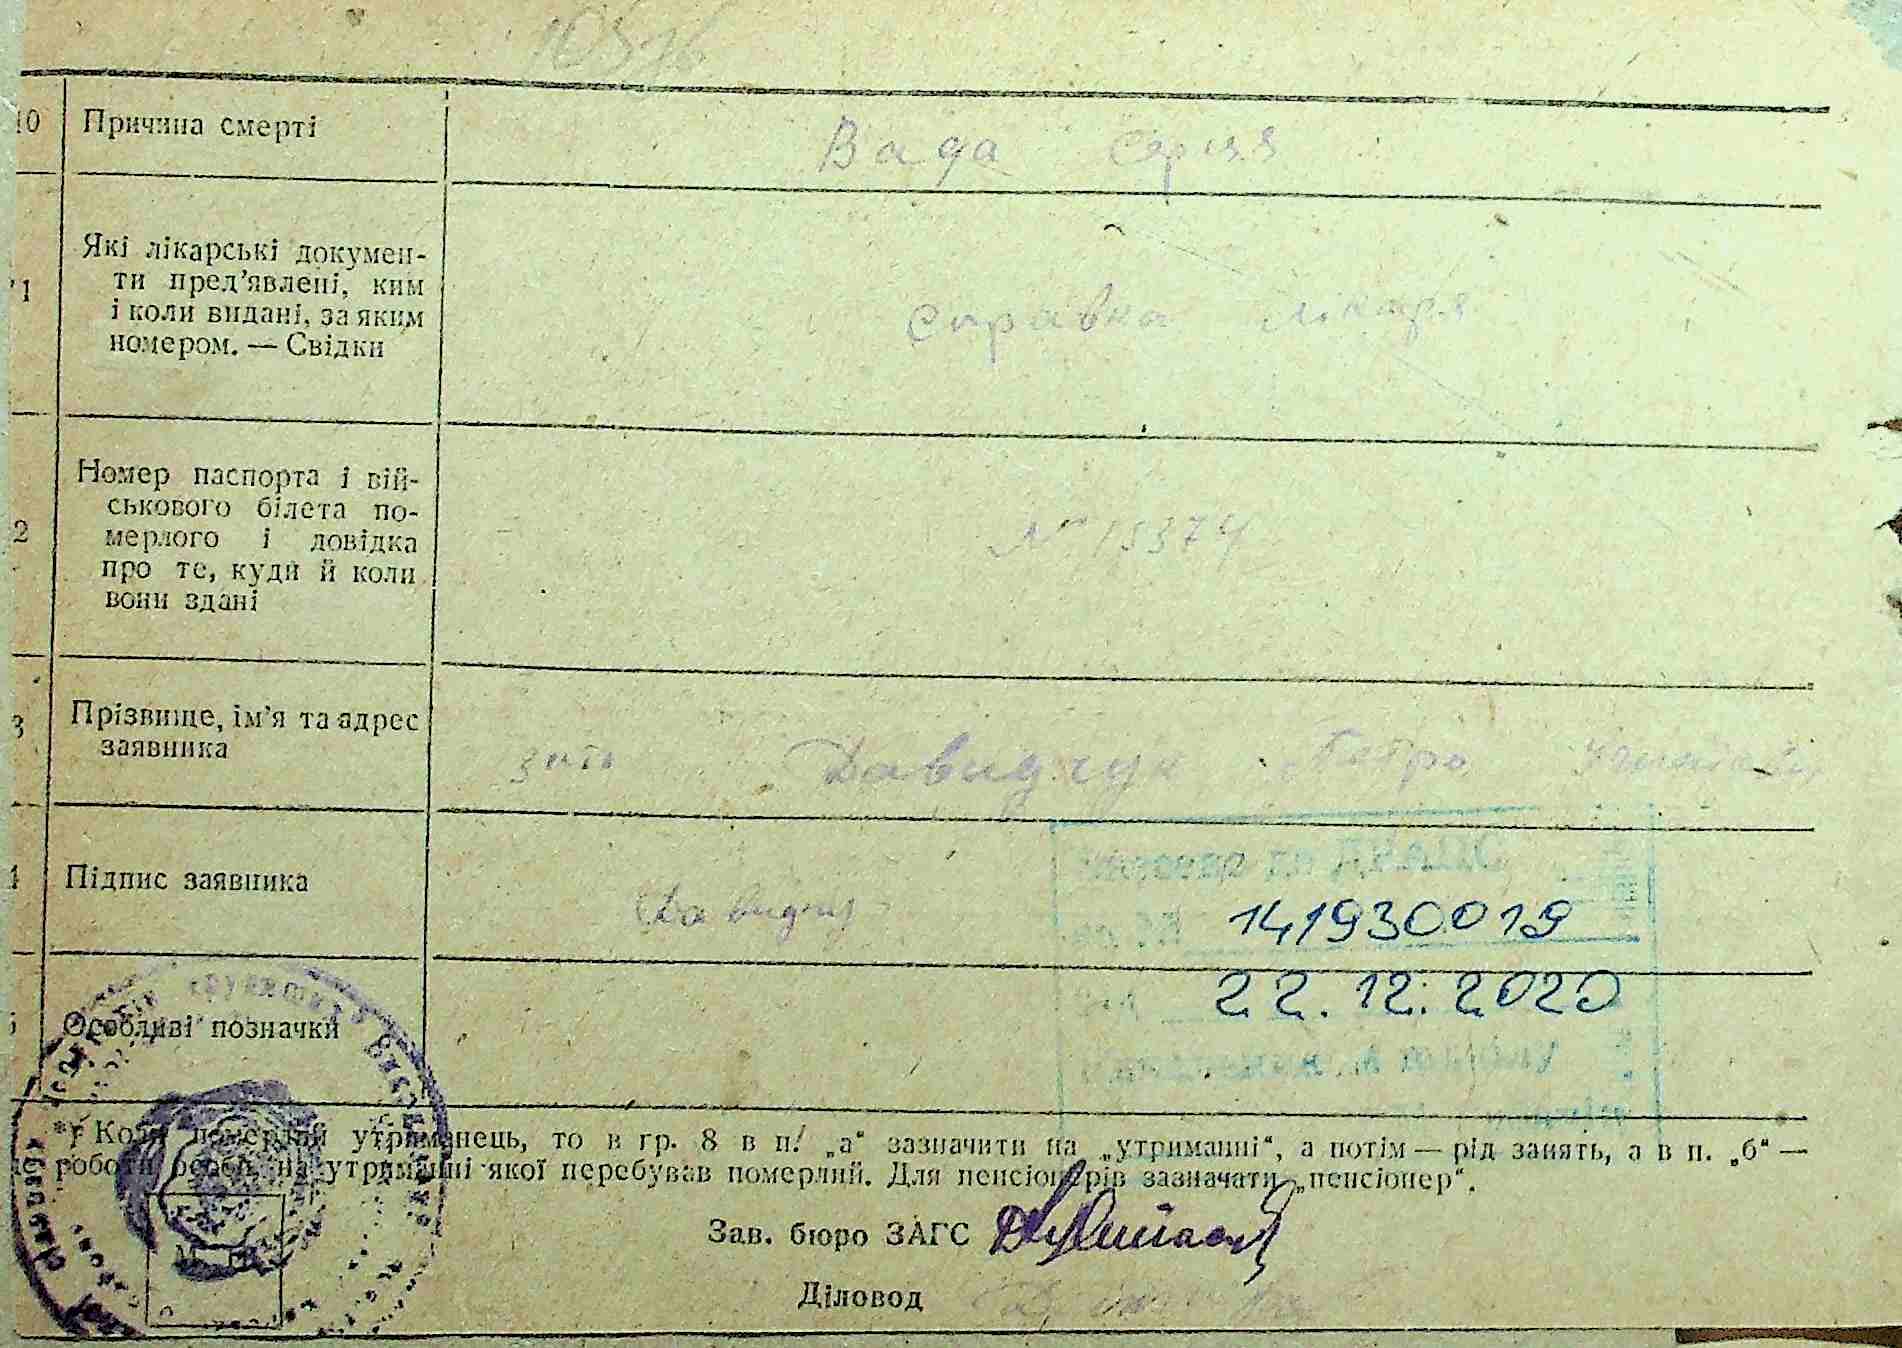 10
Причина смерті
Вада серця
Які лікарські докумен-
ти пред’явлені, ким
і коли видані, за яким
номером. — Свідки
справка лікаря
2
Номер паспорта і вій-
ськового білета по-
мерлого і довідка
про те, куди й коли
вони здані
№ 15374
3
Прізвище, ім’я та адрес
заявника
зять Давидчук Петро
Підпис заявника
141930019
22.12.2020
Особливі позначки
*) Коли померлий утриманець, то в гр. 8 в п. „а“ зазначити на „утриманні“, а потім — рід занять, а в п. „б“ —
роботи особи, на утриманні якої перебував померлий. Для пенсіонерів зазначати „пенсіонер“.
Зав. бюро ЗАГС
Діловод